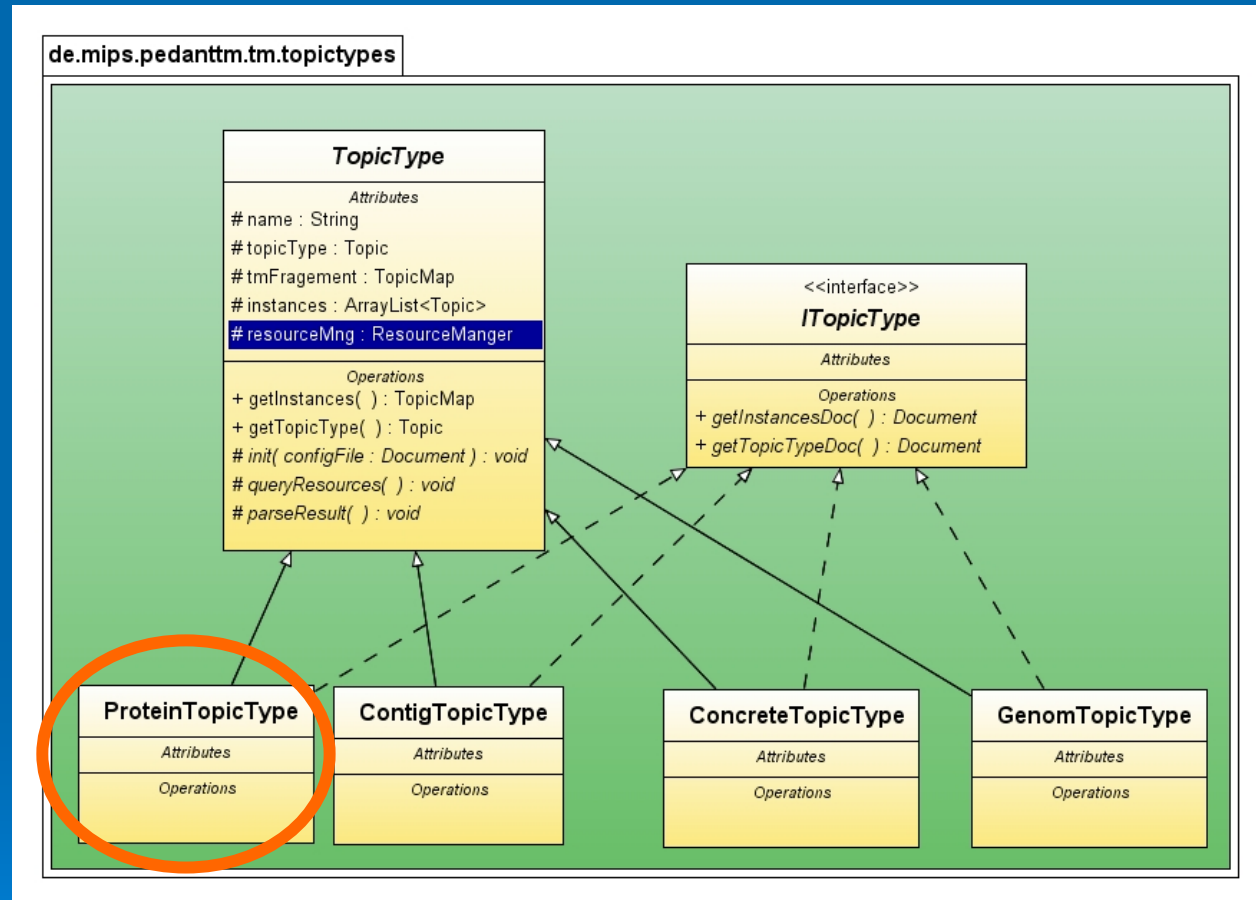 de.mips.pedanttm.tm.topictypes
TopicType
Attributes
# name : String
# topicType : Topic
# tmFragement : TopicMap
# instances : ArrayList<Topic>
# resourceMng : ResourceManger
Operations
+ getInstances( ) : TopicMap
+ getTopicType( ) : Topic
# init( configFile : Document ) : void
# queryResources( ) : void
# parseResult( ) : void
<<interface>>
ITopicType
Attributes
Operations
+ getInstancesDoc( ) : Document
+ getTopicTypeDoc( ) : Document
ProteinTopicType
Attributes
Operations
ContigTopicType
Attributes
Operations
ConcreteTopicType
Attributes
Operations
GenomTopicType
Attributes
Operations